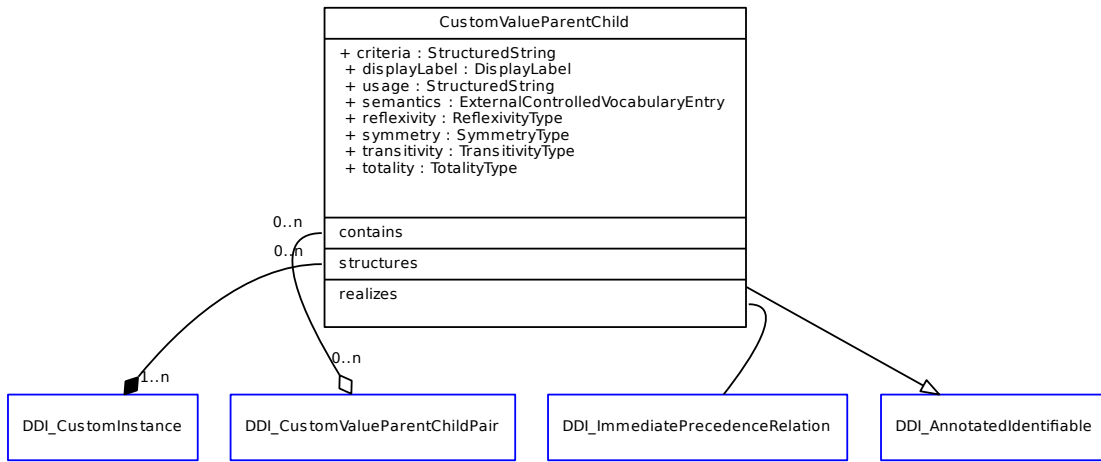 CustomValueParentChild
+ criteria : StructuredString
+ displayLabel : DisplayLabel
+ usage : StructuredString
+ semantics : ExternalControlledVocabularyEntry
+ reflexivity : ReflexivityType
+ symmetry : SymmetryType
+ transitivity : TransitivityType
+ totality : TotalityType
0..n
contains
0..n
structures
realizes
0..n
1..n
DDI_CustomInstance
DDI_CustomValueParentChildPair
DDI_ImmediatePrecedenceRelation
DDI_AnnotatedIdentifiable